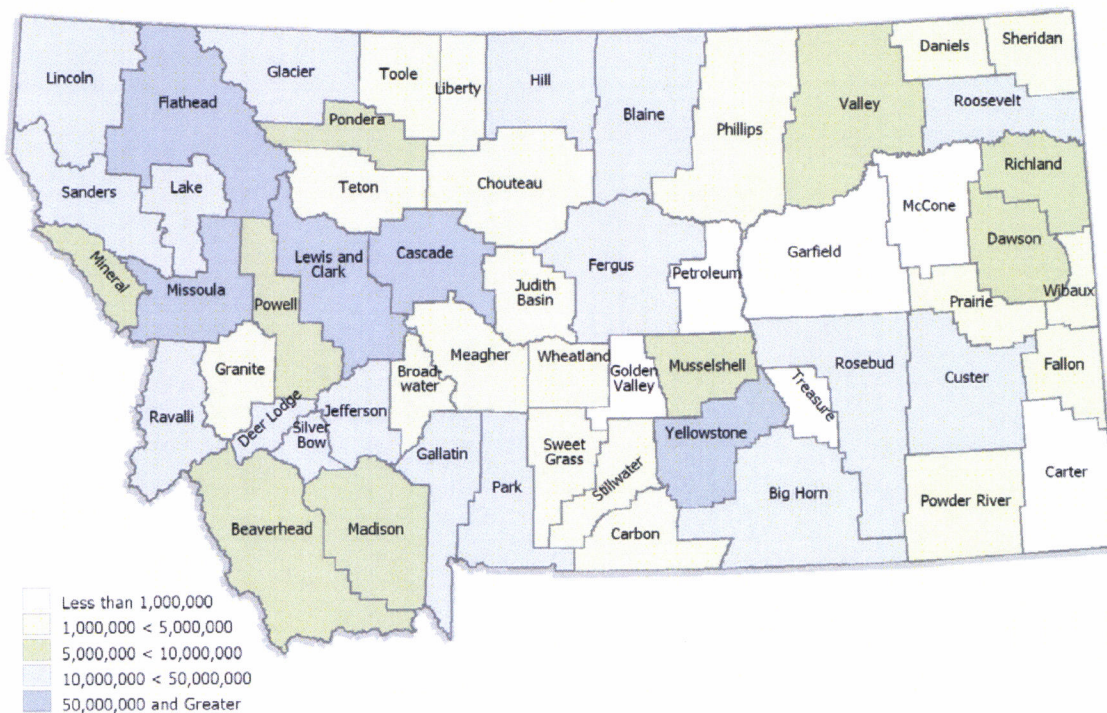 Lincoln
Flathead
Glacier
Toole
Liberty
Hill
Blaine
Phillips
Valley
Daniels
Sheridan
Roosevelt
Pondera
Richland
Sanders
Lake
Teton
Chouteau
McCone
Dawson
Mineral
Missoula
Powell
Lewis and
Clark
Cascade
Judith
Basin
Fergus
Petroleum
Garfield
Prairie
Wibaux
Granite
Broad-
water
Meagher
Wheatland
Golden
Valley
Musselshell
Treasure
Rosebud
Custer
Fallon
Ravalli
Deer Lodge
Silver
Bow
Jefferson
Gallatin
Park
Sweet
Grass
Stillwater
Yellowstone
Big Horn
Powder River
Carter
Beaverhead
Madison
Carbon
Less than 1,000,000
1,000,000 < 5,000,000
5,000,000 < 10,000,000
10,000,000 < 50,000,000
50,000,000 and Greater